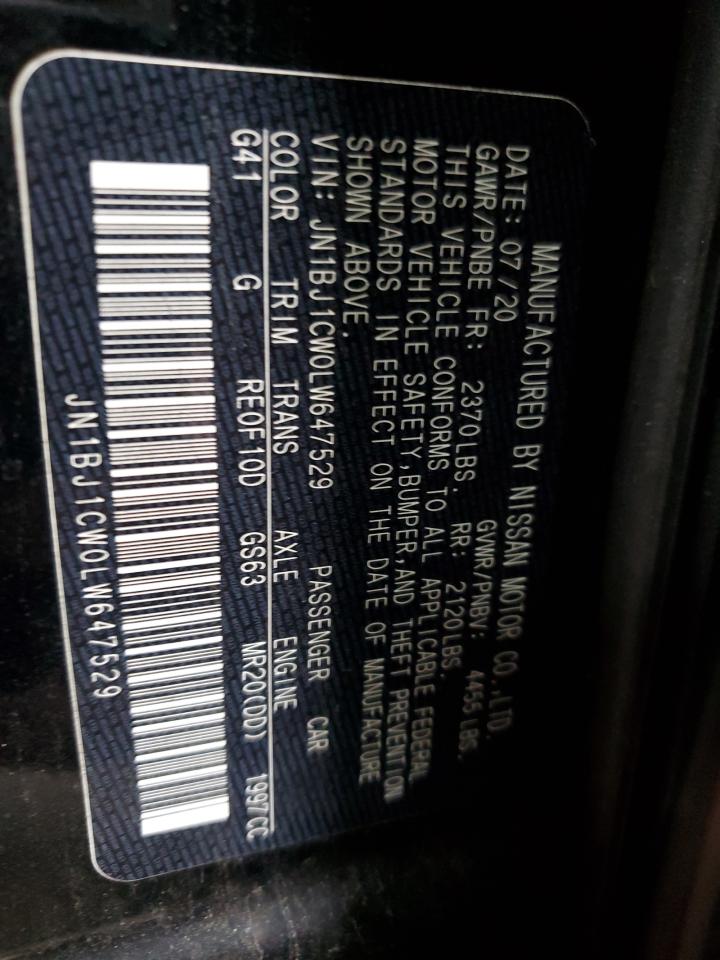 MANUFACTURED BY NISSAN MOTOR CO.,LTD.
DATE: 07/20 GVWR/PNBV: 4455 LBS.
GAWR/PNBE FR: 2370LBS. RR: 2120LBS.
THIS VEHICLE CONFORMS TO ALL APPLICABLE FEDERAL
MOTOR VEHICLE SAFETY,BUMPER,AND THEFT PREVENTION
STANDARDS IN EFFECT ON THE DATE OF MANUFACTURE
SHOWN ABOVE.
VIN: JN1BJ1CW0LW647529 PASSENGER CAR
COLOR TRIM TRANS AXLE ENGINE
G41 G RE0F10D GS63 MR20(DD) 1997CC
JN1BJ1CW0LW647529